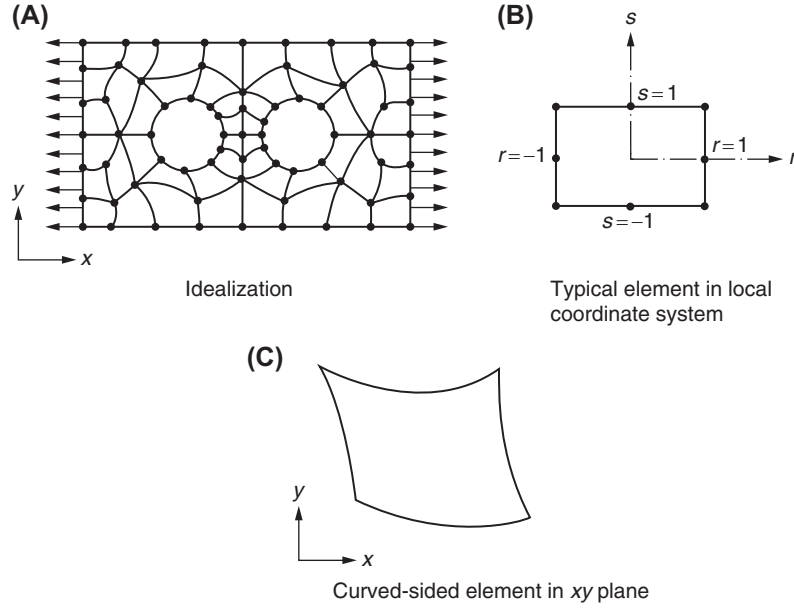 (A)
y
x
Idealization
(B)
s
s=1
r=−1
r=1
r
s=−1
Typical element in local
coordinate system
(C)
y
x
Curved-sided element in xy plane